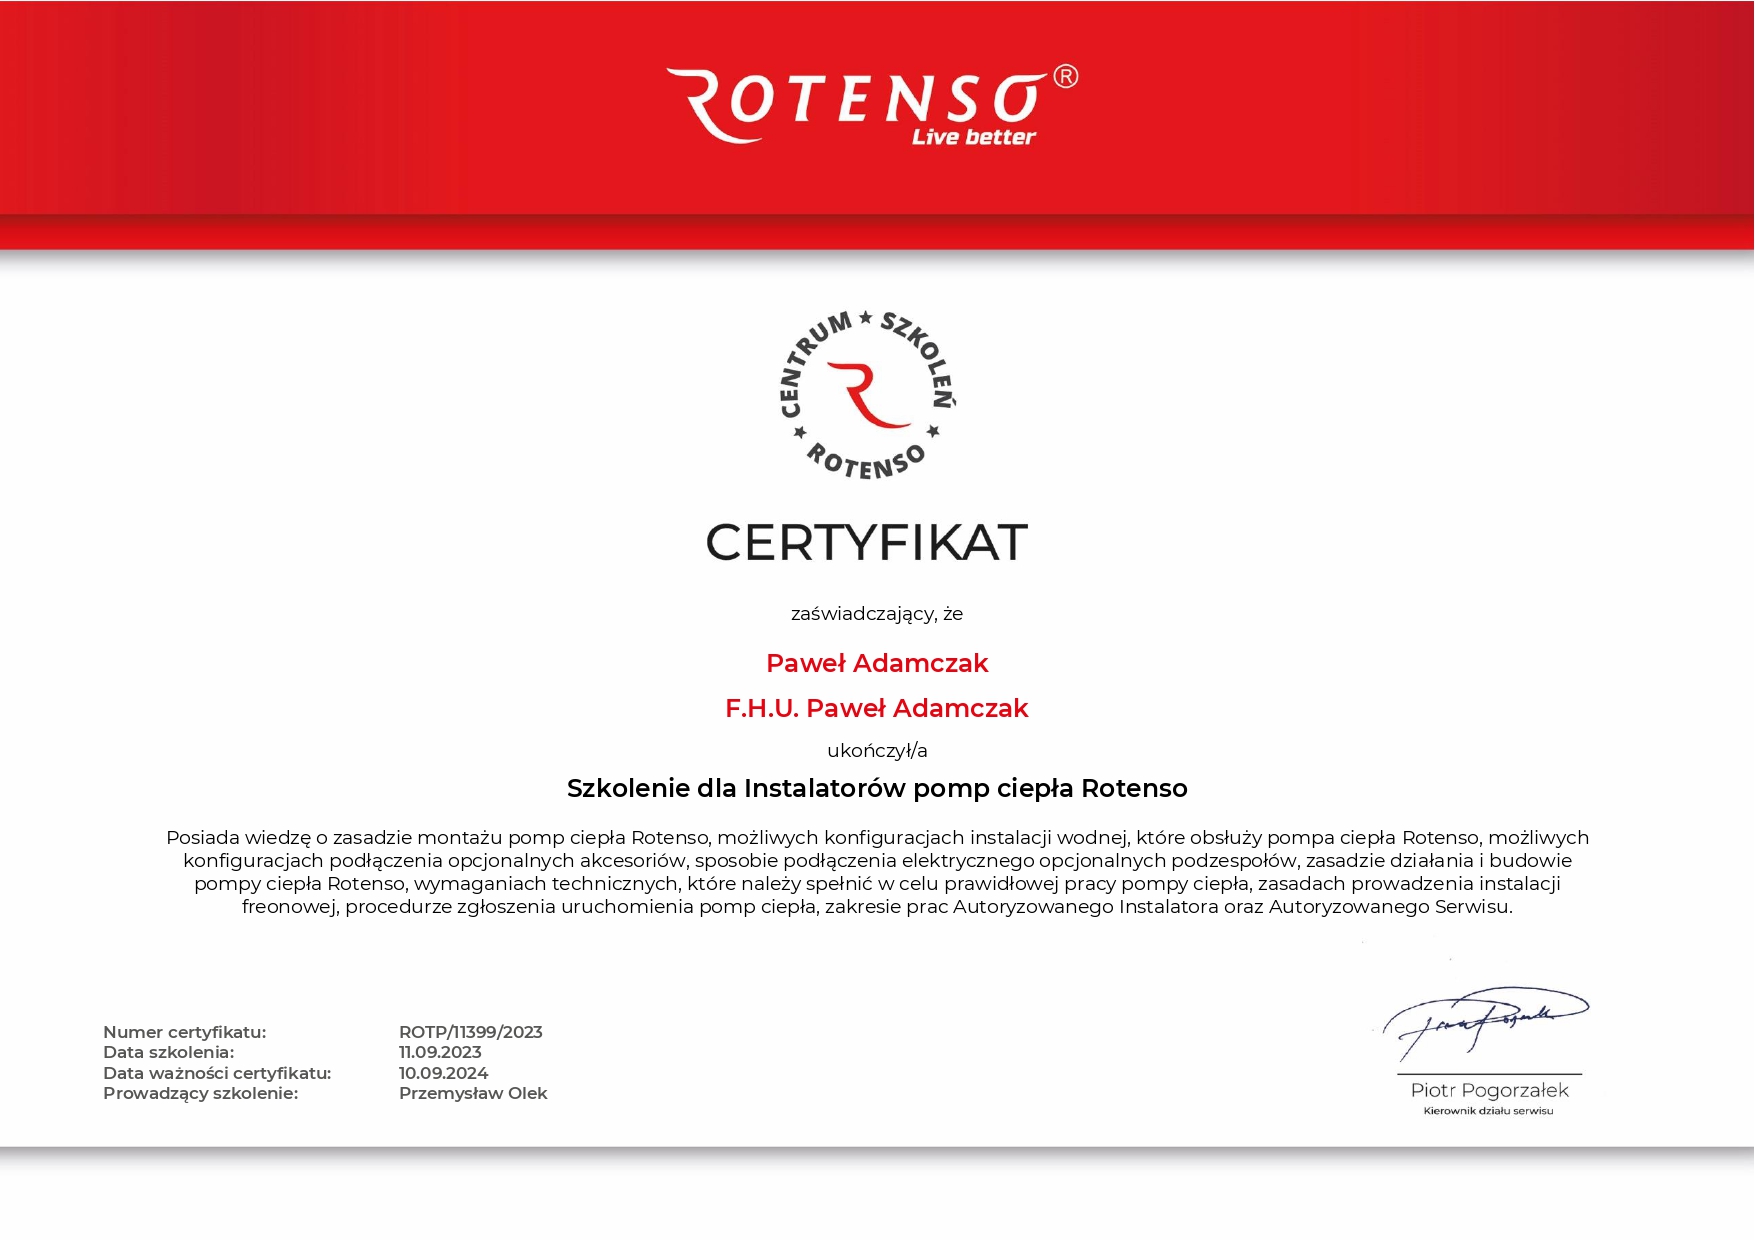 ROTENSO®
Live better
CENTRUM ★ SZKOLEŃ ★ ROTENSO ★
CERTYFIKAT
zaświadczający, że
Paweł Adamczak
F.H.U. Paweł Adamczak
ukończył/a
Szkolenie dla Instalatorów pomp ciepła Rotenso
Posiada wiedzę o zasadzie montażu pomp ciepła Rotenso, możliwych konfiguracjach instalacji wodnej, które obsłuży pompa ciepła Rotenso, możliwych
konfiguracjach podłączenia opcjonalnych akcesoriów, sposobie podłączenia elektrycznego opcjonalnych podzespołów, zasadzie działania i budowie
pompy ciepła Rotenso, wymaganiach technicznych, które należy spełnić w celu prawidłowej pracy pompy ciepła, zasadach prowadzenia instalacji
freonowej, procedurze zgłoszenia uruchomienia pomp ciepła, zakresie prac Autoryzowanego Instalatora oraz Autoryzowanego Serwisu.
Numer certyfikatu: ROTP/11399/2023
Data szkolenia: 11.09.2023
Data ważności certyfikatu: 10.09.2024
Prowadzący szkolenie: Przemysław Olek
Piotr Pogorzałek
Kierownik działu serwisu